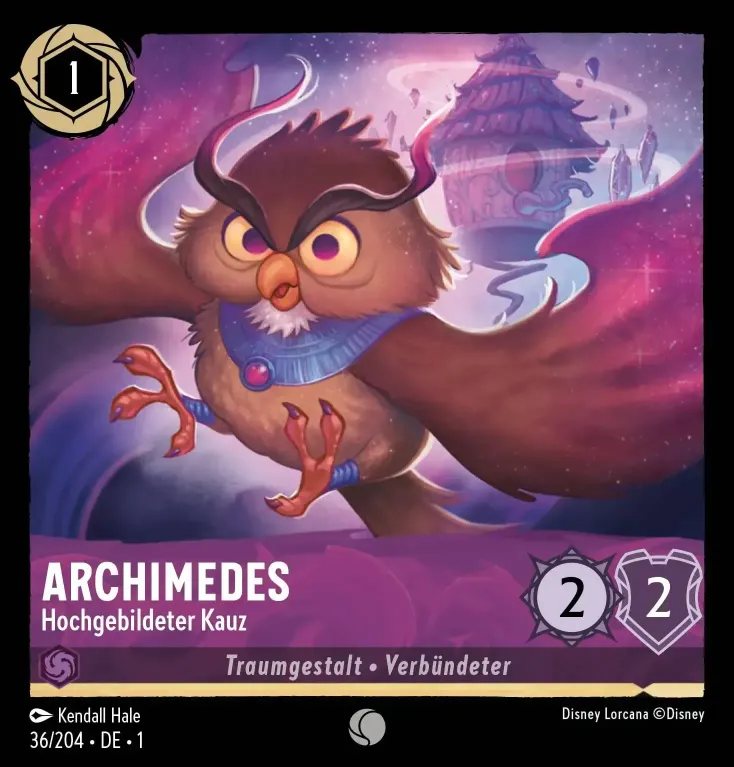 1
ARCHIMEDES
Hochgebildeter Kauz
2 2
Traumgestalt • Verbündeter
Kendall Hale
Disney Lorcana ©Disney
36/204 • DE • 1